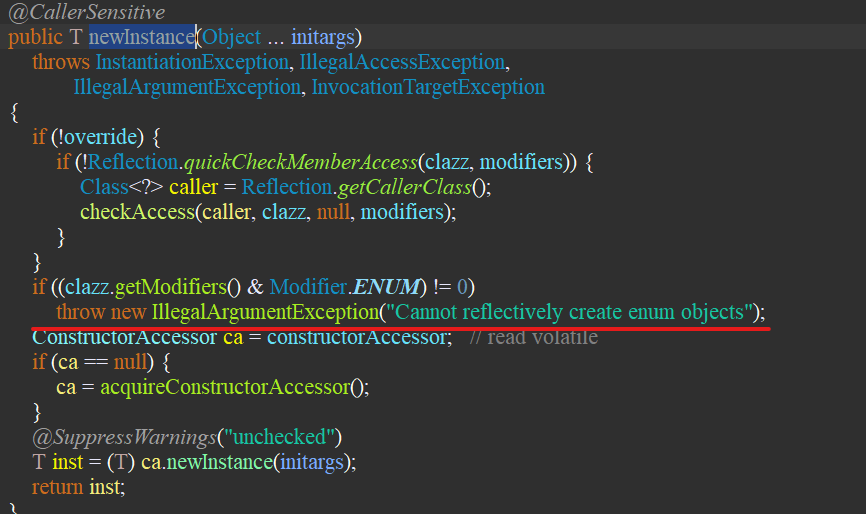 @CallerSensitive
public T newInstance(Object ... initargs)
throws InstantiationException, IllegalAccessException,
IllegalArgumentException, InvocationTargetException
{
if (!override) {
if (!Reflection.quickCheckMemberAccess(clazz, modifiers)) {
Class<?> caller = Reflection.getCallerClass();
checkAccess(caller, clazz, null, modifiers);
}
}
if ((clazz.getModifiers() & Modifier.ENUM) != 0)
throw new IllegalArgumentException("Cannot reflectively create enum objects");
ConstructorAccessor ca = constructorAccessor; // read volatile
if (ca == null) {
ca = acquireConstructorAccessor();
}
@SuppressWarnings("unchecked")
T inst = (T) ca.newInstance(initargs);
return inst;
}